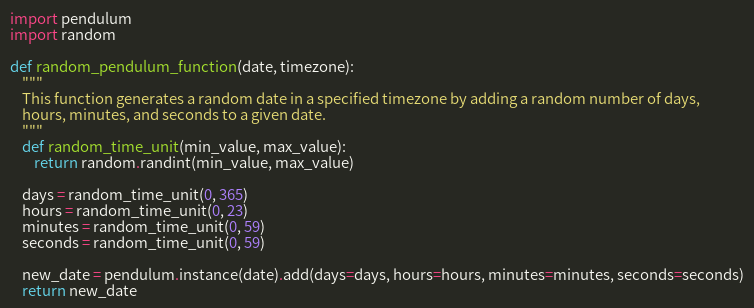 import pendulum
import random

def random_pendulum_function(date, timezone):
    """
    This function generates a random date in a specified timezone by adding a random number of days,
    hours, minutes, and seconds to a given date.
    """
    def random_time_unit(min_value, max_value):
        return random.randint(min_value, max_value)

    days = random_time_unit(0, 365)
    hours = random_time_unit(0, 23)
    minutes = random_time_unit(0, 59)
    seconds = random_time_unit(0, 59)

    new_date = pendulum.instance(date).add(days=days, hours=hours, minutes=minutes, seconds=seconds)
    return new_date